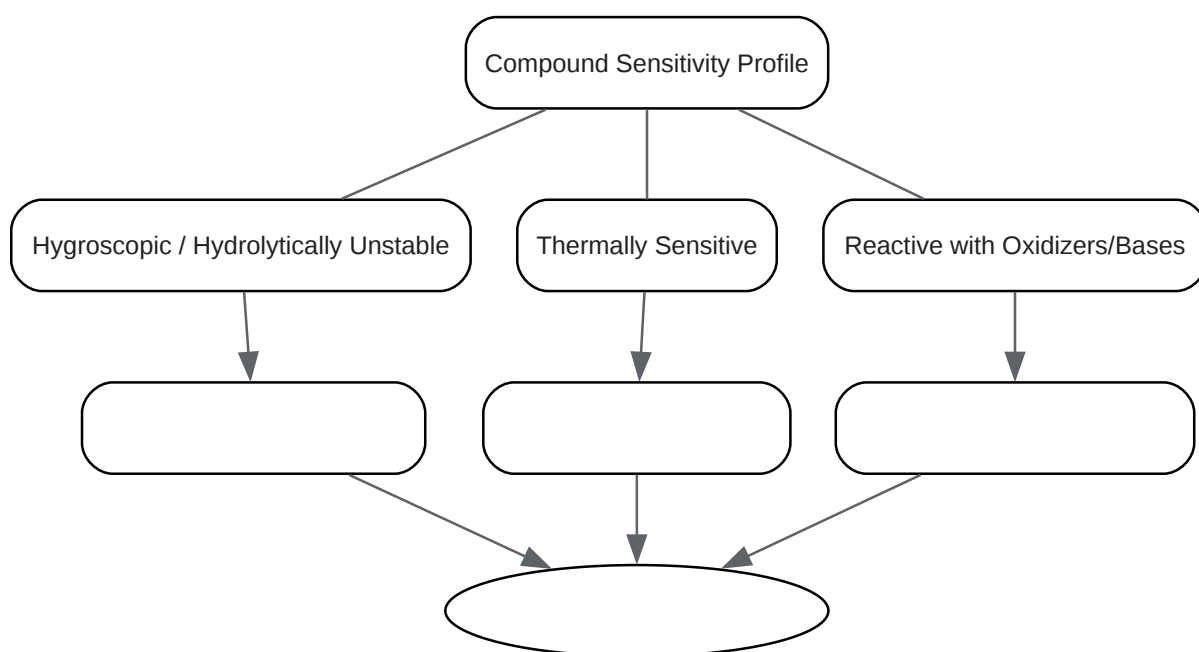 Compound Sensitivity Profile
Hygroscopic / Hydrolytically Unstable
Thermally Sensitive
Reactive with Oxidizers/Bases